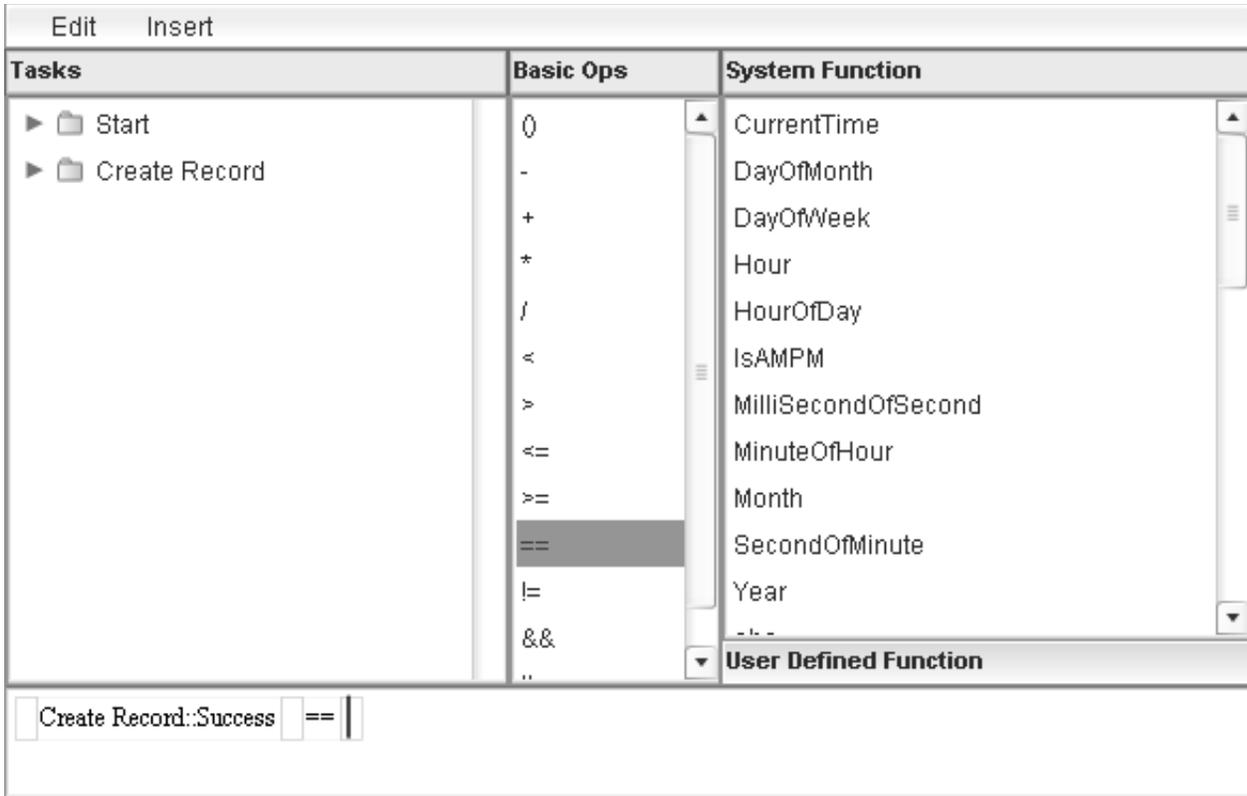 Edit Insert
Tasks
Start
Create Record
Basic Ops
()
-
+
*
/
<
>
<=
>=
==
!=
&&
System Function
CurrentTime
DayOfMonth
DayOfWeek
Hour
HourOfDay
IsAMPM
MilliSecondOfSecond
MinuteOfHour
Month
SecondOfMinute
Year
User Defined Function
Create Record::Success ==